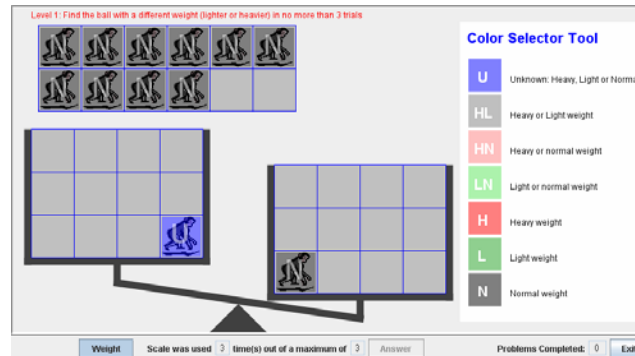 Level 1: Find the ball with a different weight (lighter or heavier) in no more than 3 trials
N N N N N N
N N N N
U
N
Color Selector Tool
U Unknown: Heavy, Light or Norma
HL Heavy or Light weight
HN Heavy or normal weight
LN Light or normal weight
H Heavy weight
L Light weight
N Normal weight
Weight Scale was used 3 time(s) out of a maximum of 3 Answer Problems Completed: 0 Exi